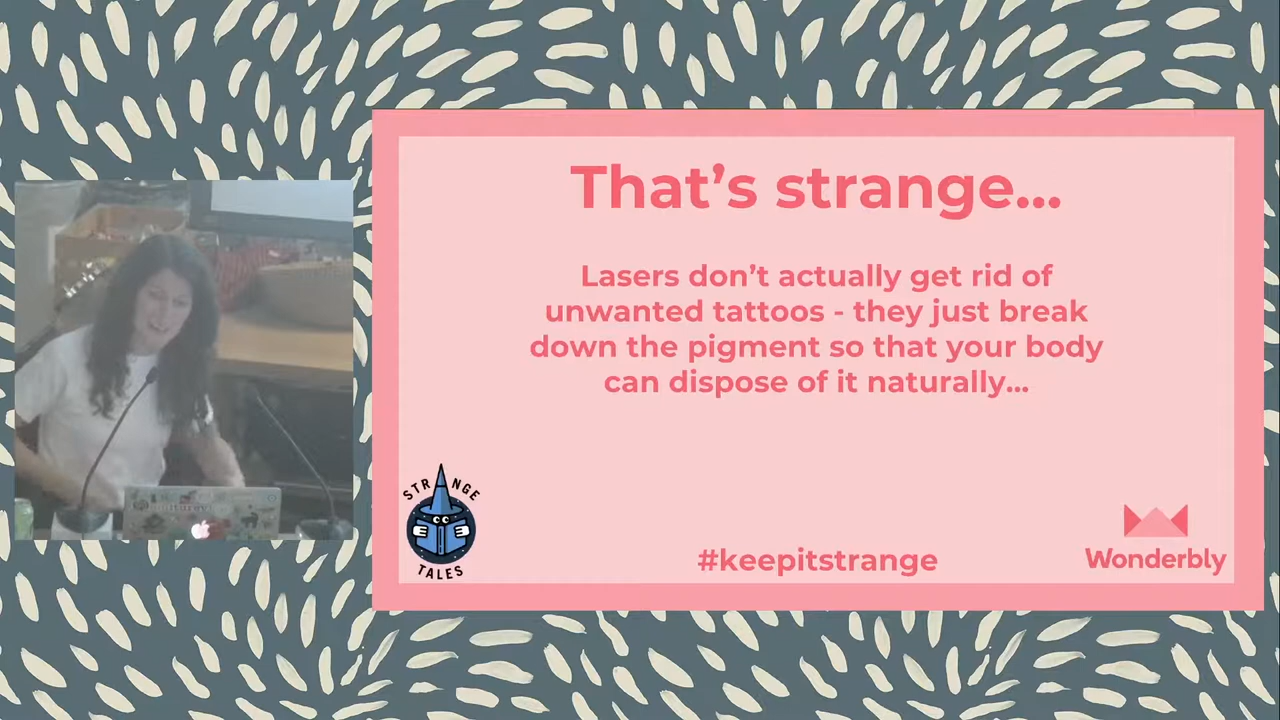 That's strange...
Lasers don't actually get rid of
unwanted tattoos - they just break
down the pigment so that your body
can dispose of it naturally...
STRANGE
TALES
#keepitstrange
Wonderbly